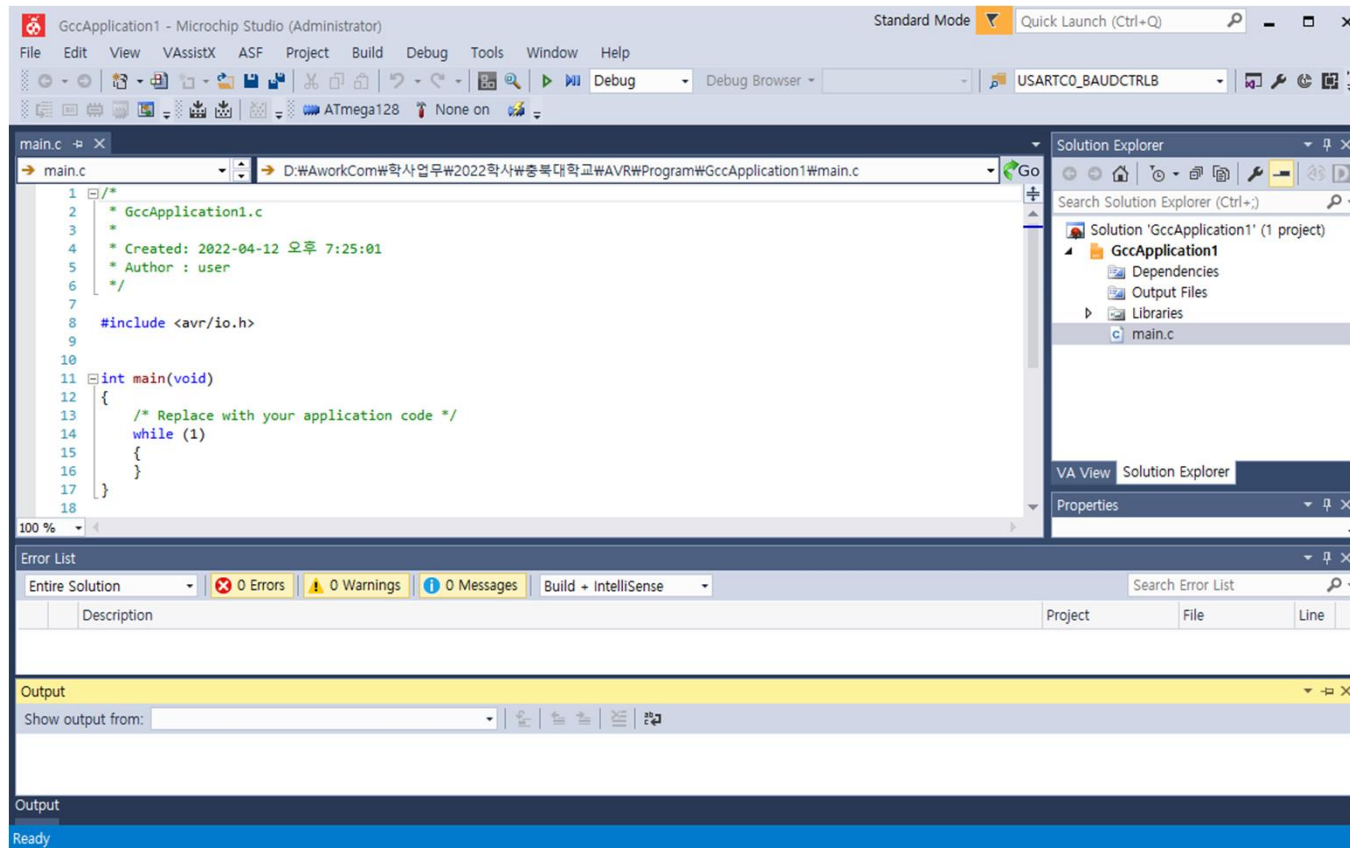 GccApplication1 - Microchip Studio (Administrator)
Standard Mode
Quick Launch (Ctrl+Q)
File Edit View VAssistX ASF Project Build Debug Tools Window Help
Debug
Debug Browser
USARTC0_BAUDCTRLB
ATmega128 None on
main.c
main.c
D:₩AworkCom₩학사업무₩2022학사₩충북대학교₩AVR₩Program₩GccApplication1₩main.c
Go
1 /*
2 * GccApplication1.c
3 *
4 * Created: 2022-04-12 오후 7:25:01
5 * Author : user
6 */
7
8 #include <avr/io.h>
9
10
11 int main(void)
12 {
13 /* Replace with your application code */
14 while (1)
15 {
16 }
17 }
18
100 %
Solution Explorer
Search Solution Explorer (Ctrl+;)
Solution 'GccApplication1' (1 project)
GccApplication1
Dependencies
Output Files
Libraries
main.c
VA View Solution Explorer
Properties
Error List
Entire Solution
0 Errors
0 Warnings
0 Messages
Build + IntelliSense
Search Error List
Description Project File Line
Output
Show output from:
Output
Ready